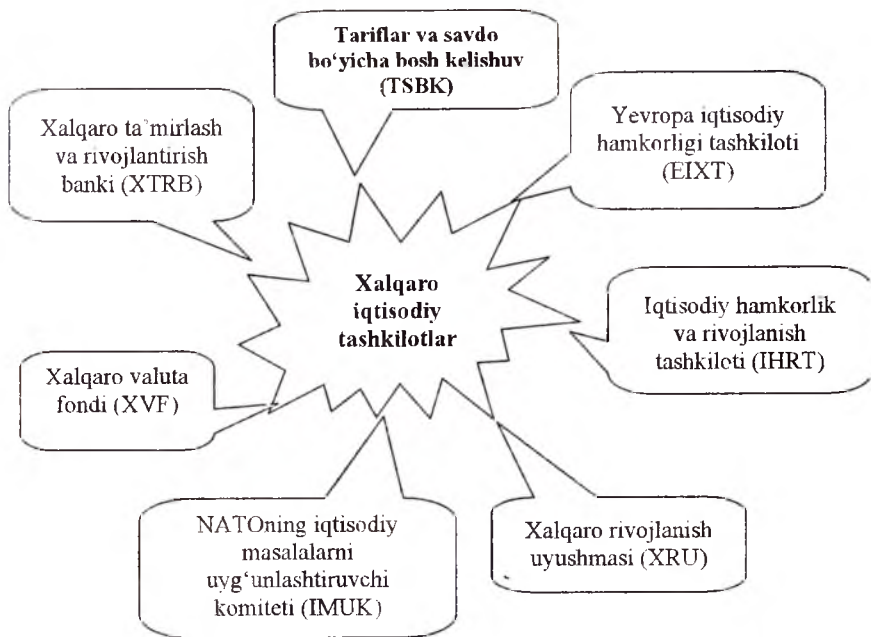 Tariflar va savdo
bo‘yicha bosh kelishuv
(TSBK)
Xalqaro ta’mirlash
va rivojlantirish
banki (XTRB)
Yevropa iqtisodiy
hamkorligi tashkiloti
(EIXT)
Xalqaro
iqtisodiy
tashkilotlar
Iqtisodiy hamkorlik
va rivojlanish
tashkiloti (IHRT)
Xalqaro valuta
fondi (XVF)
NATOning iqtisodiy
masalalarni
uyg‘unlashtiruvchi
komiteti (IMUK)
Xalqaro rivojlanish
uyushmasi (XRU)